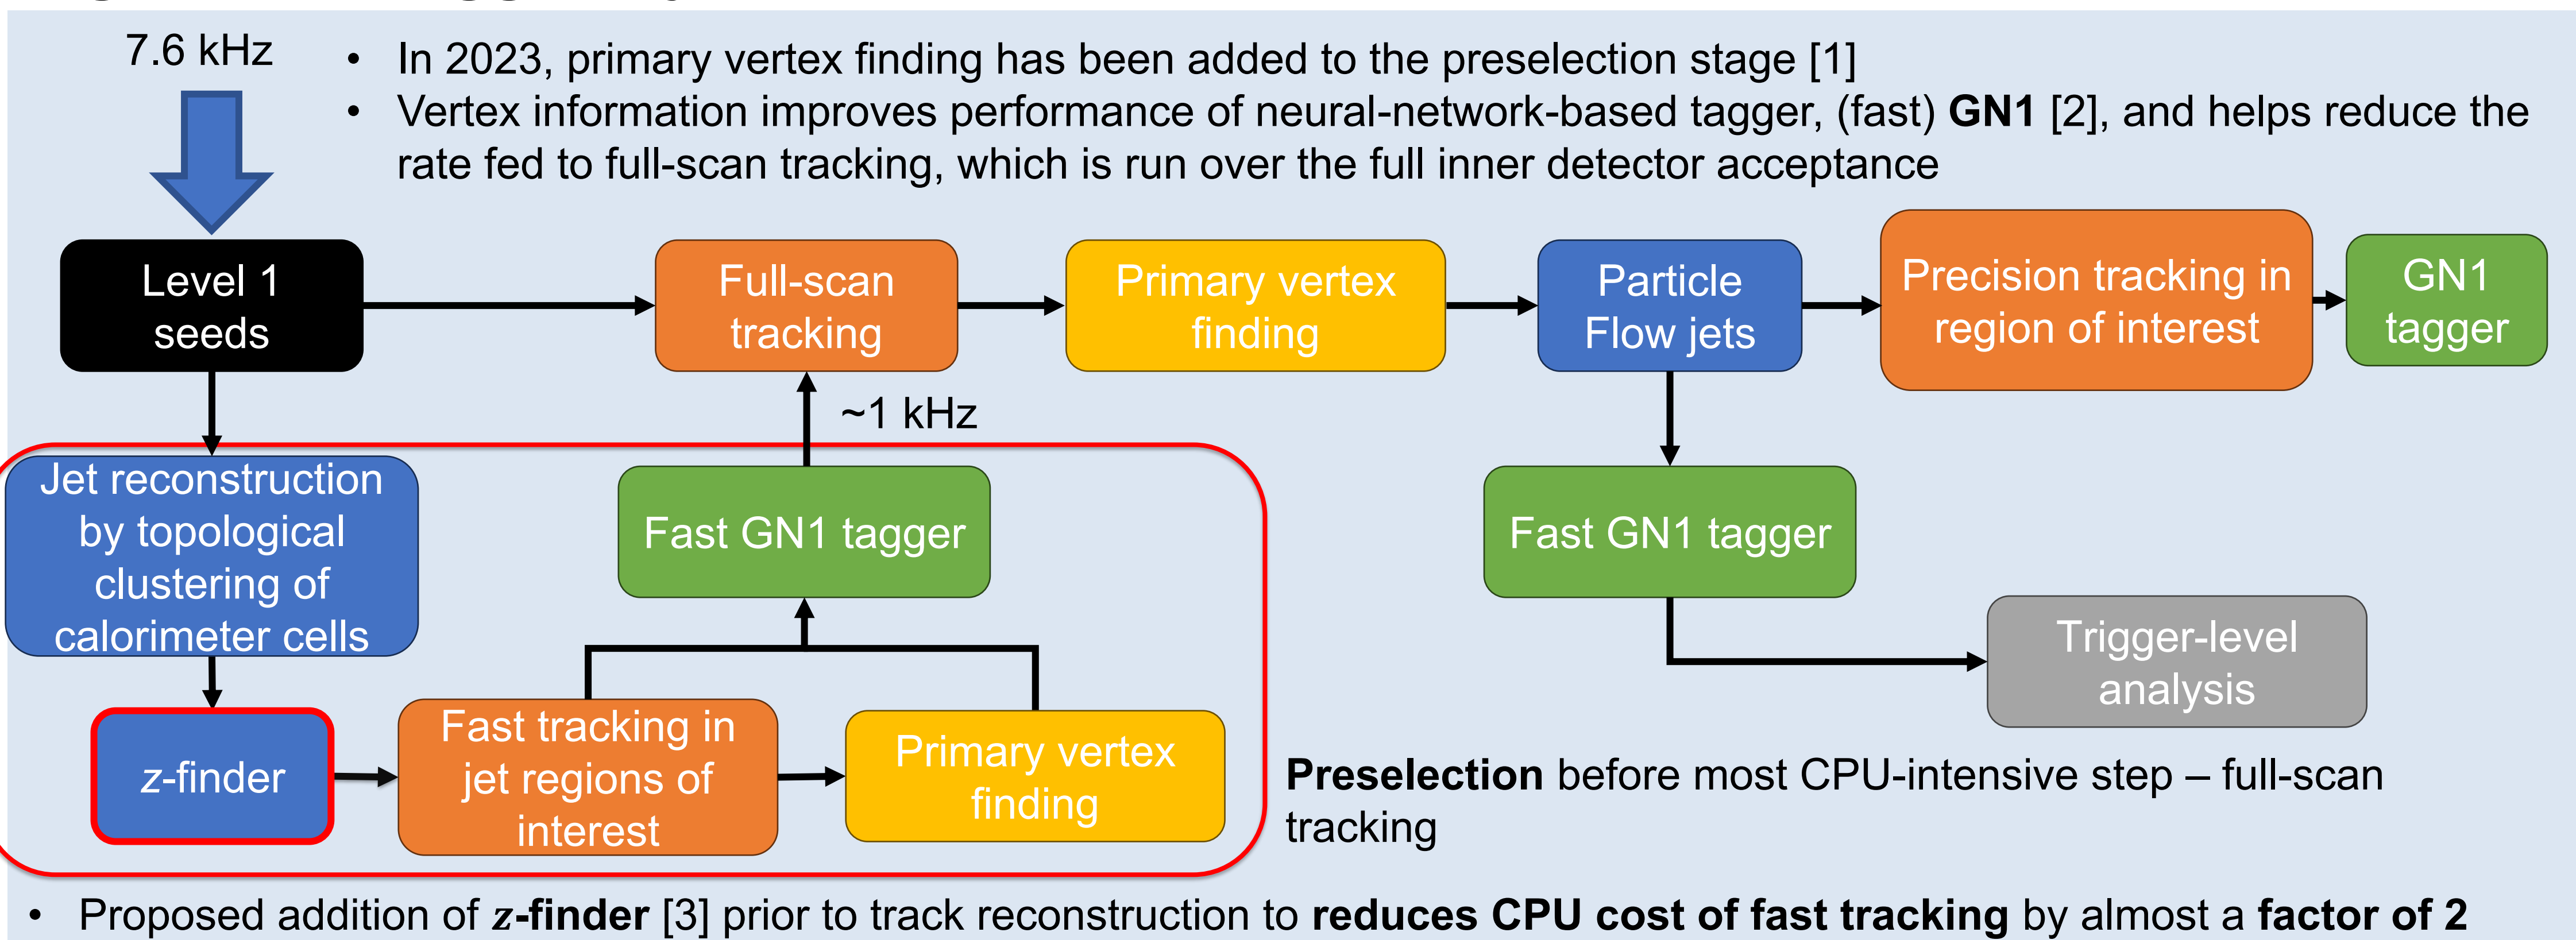 7.6 kHz
• In 2023, primary vertex finding has been added to the preselection stage [1]
• Vertex information improves performance of neural-network-based tagger, (fast) GN1 [2], and helps reduce the
rate fed to full-scan tracking, which is run over the full inner detector acceptance
Level 1
seeds
Full-scan
tracking
Primary vertex
finding
Particle
Flow jets
Precision tracking in
region of interest
GN1
tagger
~1 kHz
Jet reconstruction
by topological
clustering of
calorimeter cells
Fast GN1 tagger
Fast GN1 tagger
Trigger-level
analysis
z-finder
Fast tracking in
jet regions of
interest
Primary vertex
finding
Preselection before most CPU-intensive step – full-scan
tracking
• Proposed addition of z-finder [3] prior to track reconstruction to reduces CPU cost of fast tracking by almost a factor of 2